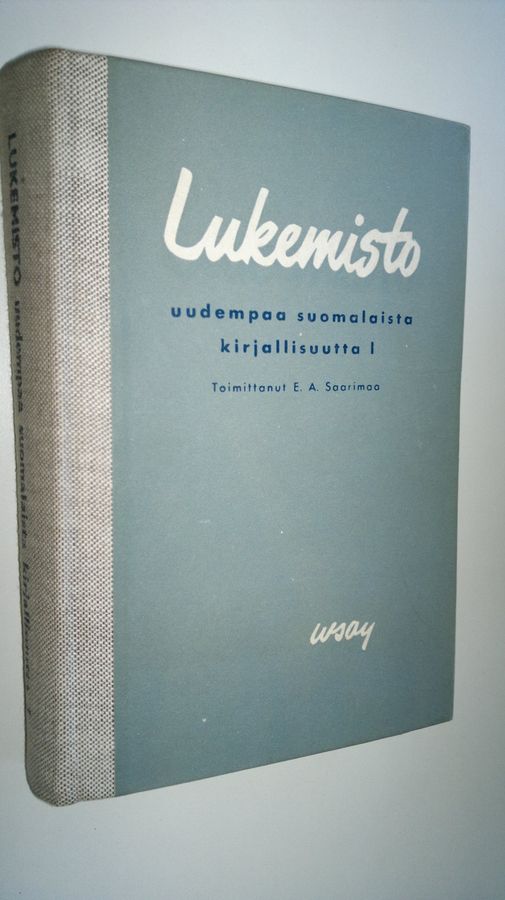 Lukemisto
uudempaa suomalaista
kirjallisuutta I
Toimittanut E. A. Saarimaa
wsoy
LUKEMISTO uudempaa suomalaista kirjallisuutta I